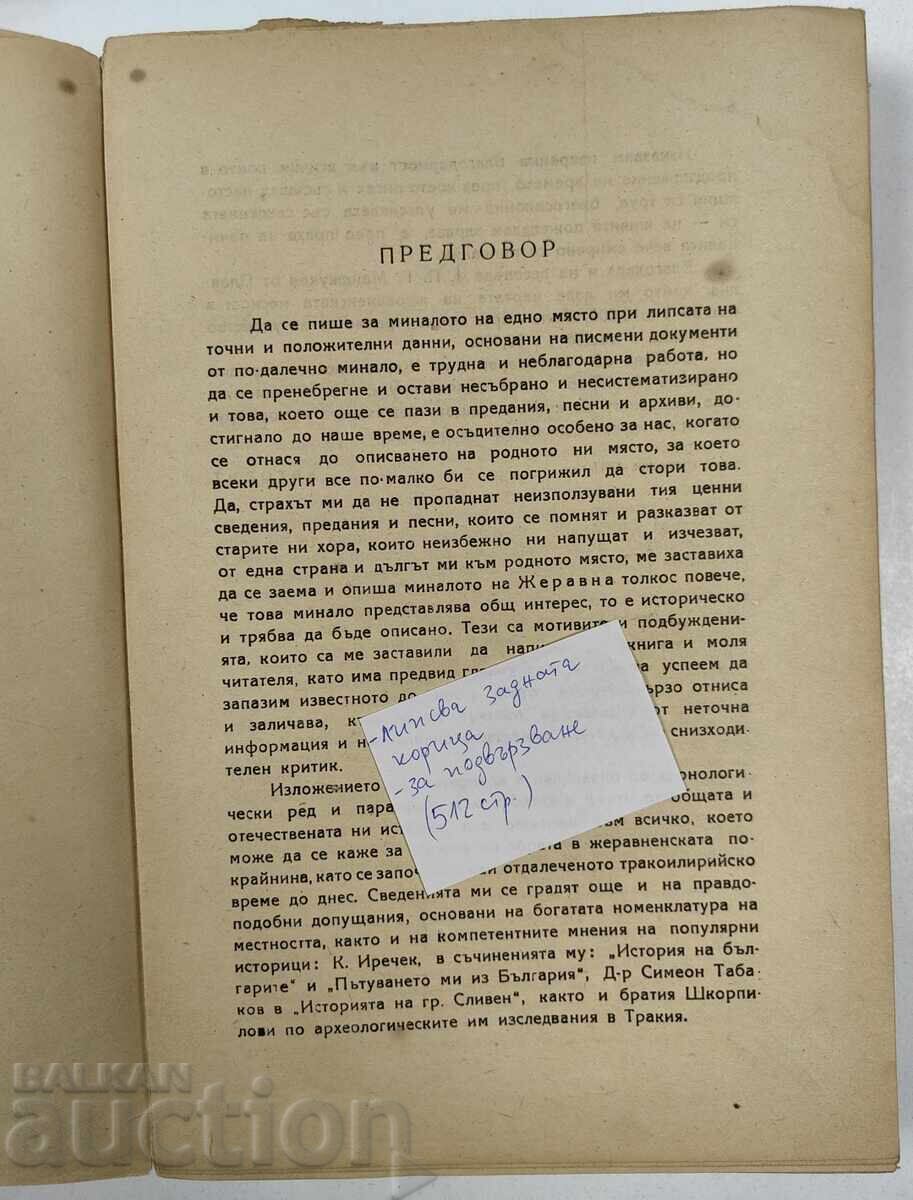 ПРЕДГОВОР
Да се пише за миналото на едно място при липсата на
точни и положителни данни, основани на писмени документи
от по-далечно минало, е трудна и неблагодарна работа, но
да се пренебрегне и остави несъбрано и несистематизирано
и това, което още се пази в предания, песни и архиви, до-
стигнало до наше време, е осъдително особено за нас, когато
се отнася до описването на родното ни място, за което
всеки други все по-малко би се погрижил да стори това.
Да, страхът ми да не пропаднат неизползувани тия ценни
сведения, предания и песни, които се помнят и разказват от
старите ни хора, които неизбежно ни напущат и изчезват,
от една страна и дългът ми към родното място, ме заставиха
да се заема и опиша миналото на Жеравна толкос повече,
че това минало представлява общ интерес, то е историческо
и трябва да бъде описано. Тези са мотивите и подбуждени-
ята, които са ме заставили да книга и моля
читателя, като има предвид успеем да
запазим известното отниса
и заличава, от неточна
информация и снизходи-
телен критик.
- Липсва задната
корица
- за подвързване
(512 стр.)
Изложението
чески ред и общата и
отечествената ни всичко, което
може да се каже за в жеравненската по-
крайнина, като се отдалеченото тракоилирийско
време до днес. Сведенията ми се градят още и на правдо-
подобни допущания, основани на богатата номенклатура на
местността, както и на компетентните мнения на популярни
историци: К. Иречек, в съчиненията му: „История на бъл-
гарите“ и „Пътуването ми из България“, Д-р Симеон Таба-
ков в „Историята на гр. Сливен“, както и братия Шкорпи-
лови по археологическите им изследвания в Тракия.
BALKAN
auction